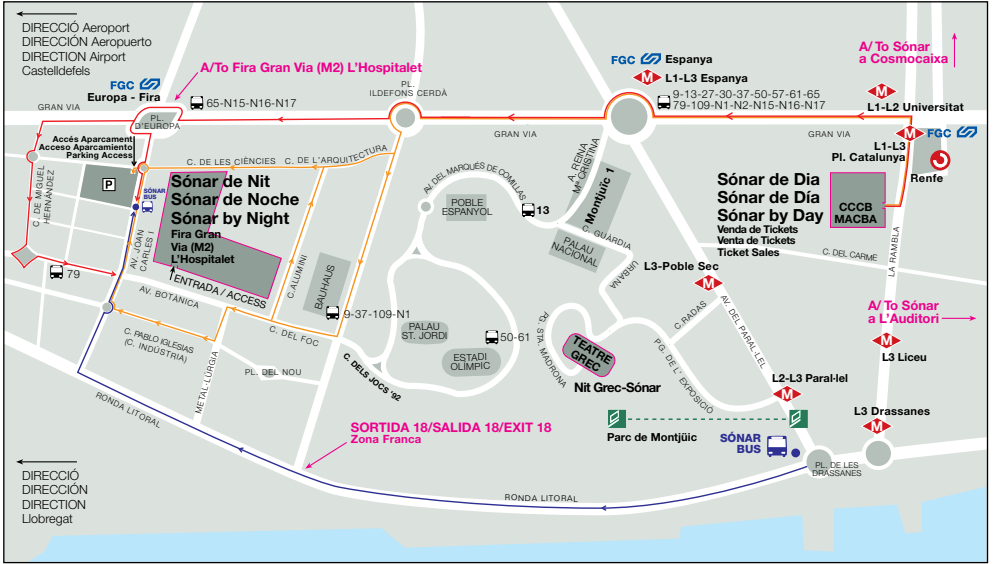 DIRECCIÓ Aeroport
DIRECCIÓN Aeropuerto
DIRECTION Airport
Castelldefels
A/To Fira Gran Via (M2) L'Hospitalet
FGC
Europa - Fira
65-N15-N16-N17
GRAN VIA
PL. D'EUROPA
PL. ILDEFONS CERDÀ
FGC Espanya
M L1-L3 Espanya
9-13-27-30-37-50-57-61-65
79-109-N1-N2-N15-N16-N17
GRAN VIA
GRAN VIA
A/To Sónar
a Cosmocaixa
M
L1-L2 Universitat
M FGC
L1-L3
Pl. Catalunya
Renfe
Accés Aparcament
Acceso Aparcamiento
Parking Access
P
SÓNAR
BUS
C. DE MIGUEL
HERNÁNDEZ
C. DE LES CIÈNCIES
C. DE L'ARQUITECTURA
Sónar de Nit
Sónar de Noche
Sónar by Night
Fira Gran
Via (M2)
L'Hospitalet
ENTRADA / ACCESS
AV. JOAN
CARLES I
79
AV. BOTÀNICA
C. ALUMINI
BAUHAUS
9-37-109-N1
C. DEL FOC
C. PABLO IGLESIAS
(C. INDÚSTRIA)
METAL·LÚRGIA
PL. DEL NOU
C. DELS JOCS '92
AV. DEL MARQUÉS DE COMILLAS
POBLE
ESPANYOL
13
A. REINA
Mª CRISTINA
Montjuïc 1
C. GUÀRDIA
URBANA
PALAU
NACIONAL
PALAU
ST. JORDI
ESTADI
OLÍMPIC
50-61
PG. STA. MADRONA
TEATRE
GREC
Nit Grec-Sónar
Sónar de Dia
Sónar de Día
Sónar by Day
Venda de Tickets
Venta de Tickets
Ticket Sales
CCCB
MACBA
LA RAMBLA
C. DEL CARME
L3-Poble Sec
M
C.RADAS
AV. DEL PARAL·LEL
PG. DE L' EXPOSICIÓ
A/To Sónar
a L'Auditori
M
L3 Liceu
L2-L3 Paral·lel
M
L3 Drassanes
M
Parc de Montjüic
SÓNAR
BUS
PL. DE LES
DRASSANES
RONDA LITORAL
SORTIDA 18/SALIDA 18/EXIT 18
Zona Franca
RONDA LITORAL
DIRECCIÓ
DIRECCIÓN
DIRECTION
Llobregat